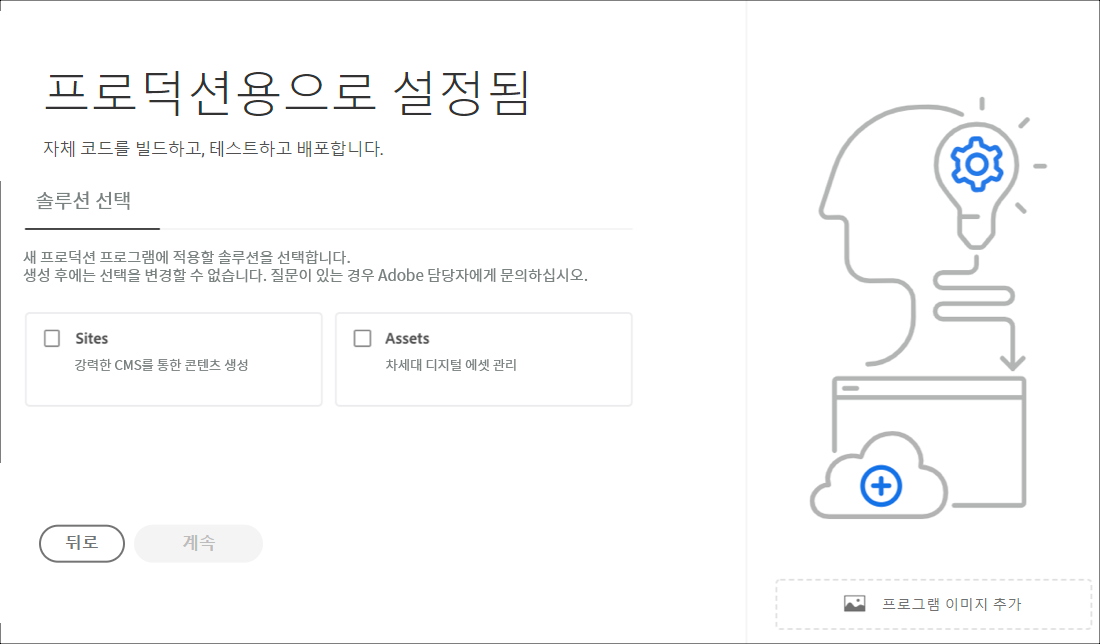 프로덕션용으로 설정됨
자체 코드를 빌드하고, 테스트하고 배포합니다.
솔루션 선택
새 프로덕션 프로그램에 적용할 솔루션을 선택합니다.
생성 후에는 선택을 변경할 수 없습니다. 질문이 있는 경우 Adobe 담당자에게 문의하십시오.
Sites
강력한 CMS를 통한 콘텐츠 생성
Assets
차세대 디지털 에셋 관리
뒤로
계속
프로그램 이미지 추가